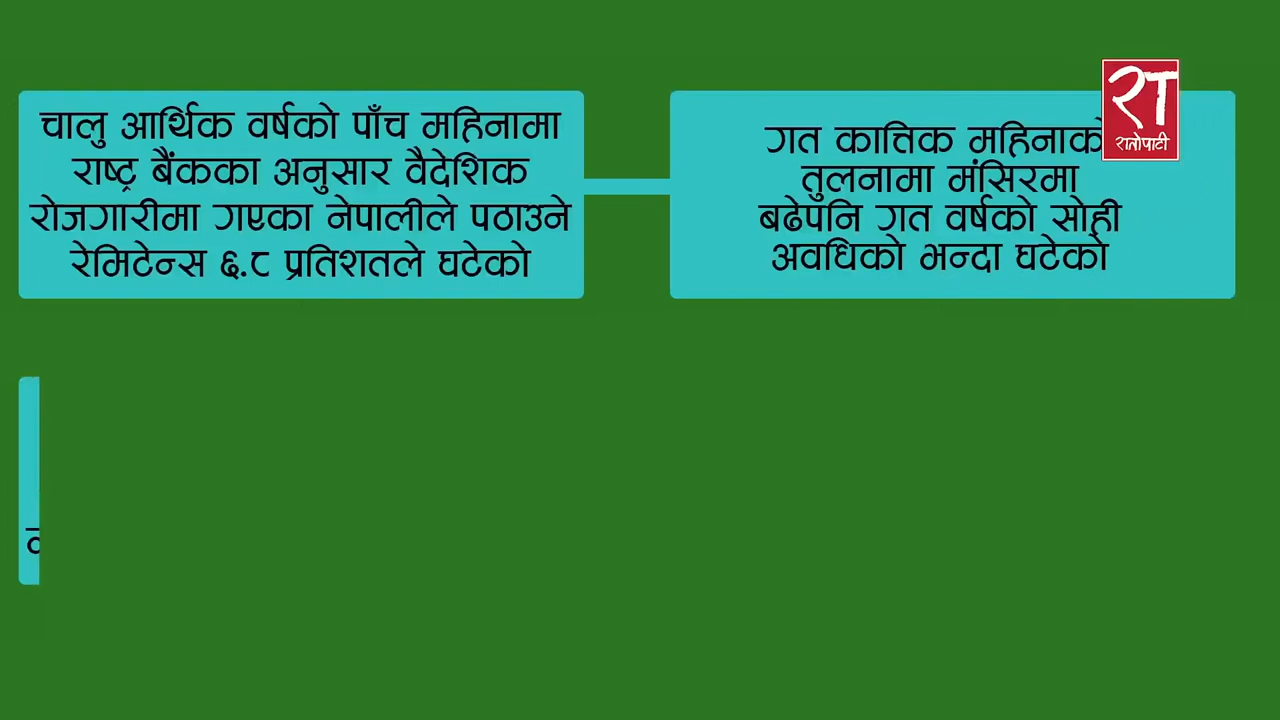 चालु आर्थिक वर्षको पाँच महिनामा
राष्ट्र बैंकका अनुसार वैदेशिक
रोजगारीमा गएका नेपालीले पठाउने
रेमिटेन्स ६.८ प्रतिशतले घटेको
गत कात्तिक महिनाको
तुलनामा मंसिरमा
बढेपनि गत वर्षको सोही
अवधिको भन्दा घटेको
रातोपाटी